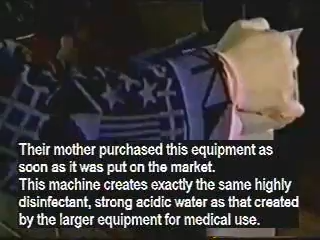 Their mother purchased this equipment as
soon as it was put on the market.
This machine creates exactly the same highly
disinfectant, strong acidic water as that created
by the larger equipment for medical use.